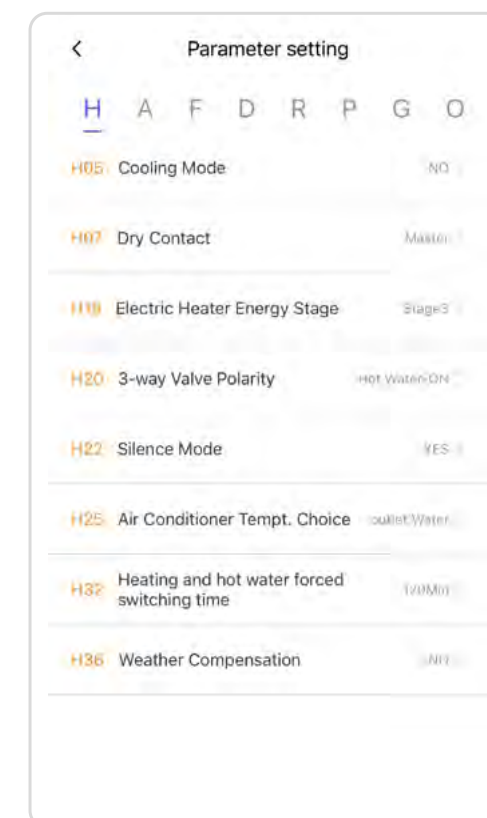 Parameter setting
H A F D R P G O
H05 Cooling Mode NO
H07 Dry Contact Master
Electric Heater Energy Stage Stage3
H20 3-way Valve Polarity Hot Water-ON
H22 Silence Mode YES
H25 Air Conditioner Tempt. Choice outlet Water
H32 Heating and hot water forced
switching time 120Min
H36 Weather Compensation